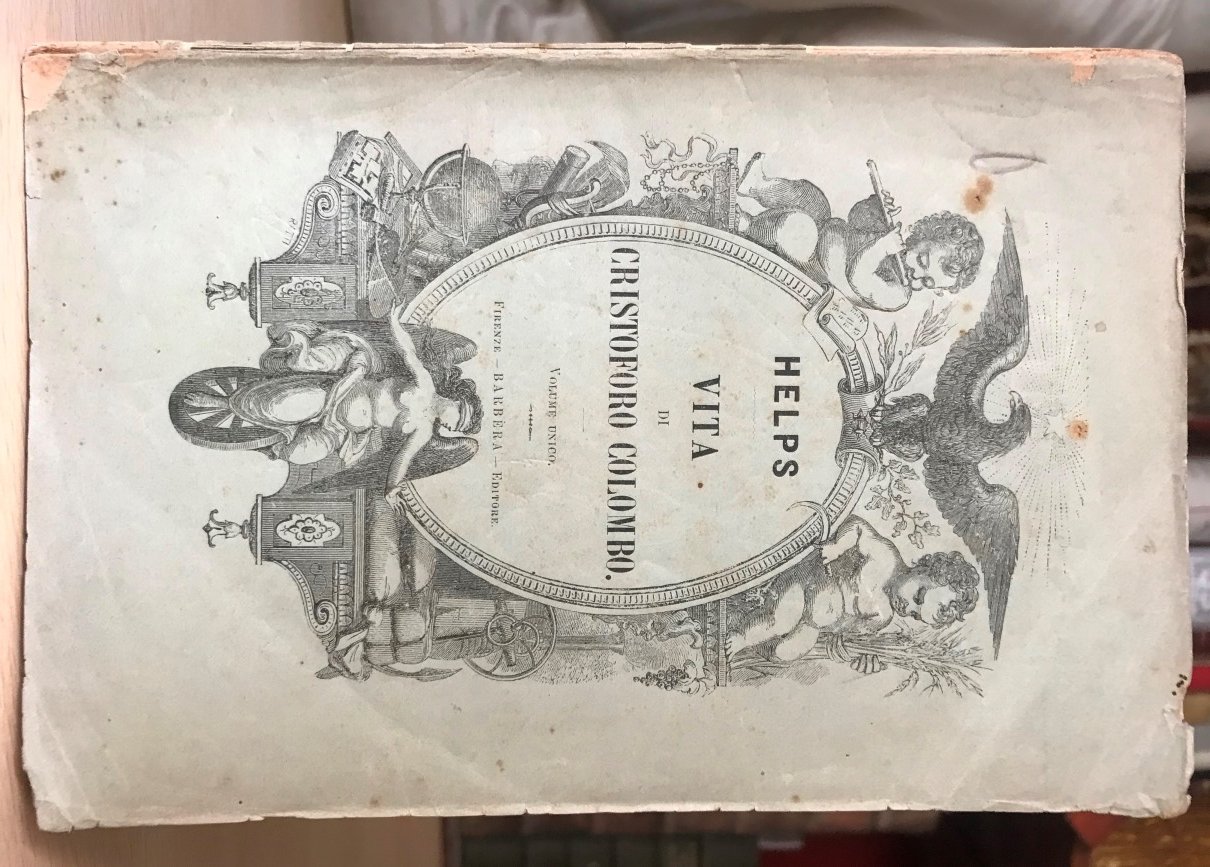 HELPS
VITA
DI
CRISTOFORO COLOMBO.
VOLUME UNICO.
FIRENZE — BARBÈRA — EDITORE.